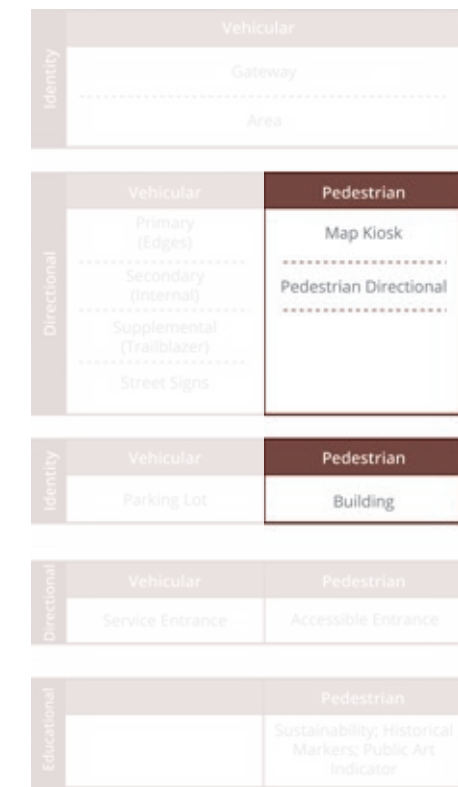 Identity
Vehicular
Gateway
Area
Directional
Vehicular
Pedestrian
Primary
(Edges)
Map Kiosk
Secondary
(Internal)
Pedestrian Directional
Supplemental
(Trailblazer)
Street Signs
Identity
Vehicular
Pedestrian
Parking Lot
Building
Directional
Vehicular
Pedestrian
Service Entrance
Accessible Entrance
Educational
Pedestrian
Sustainability; Historical
Markers; Public Art
Indicator